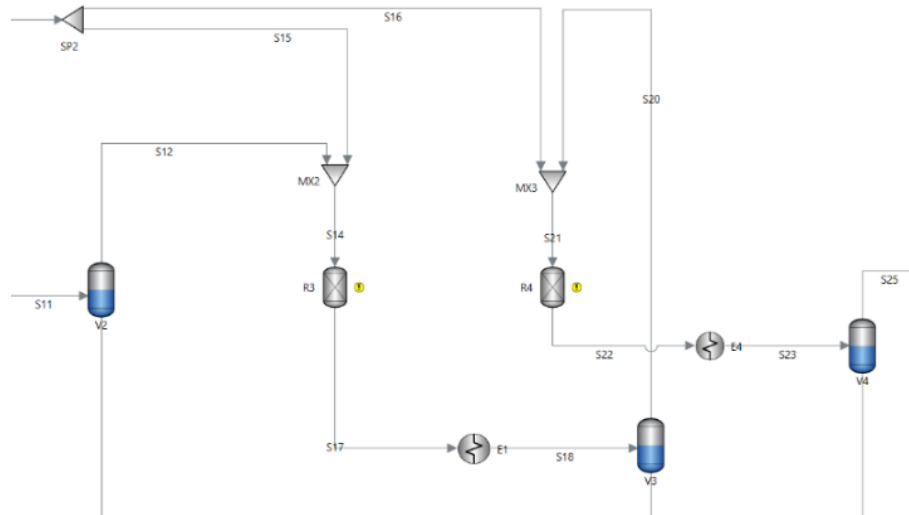 S16
S15
SP2
S20
S12
MX2
MX3
S14
S21
R3
R4
S11
V2
S25
S22
E4
S23
V4
S17
E1
S18
V3